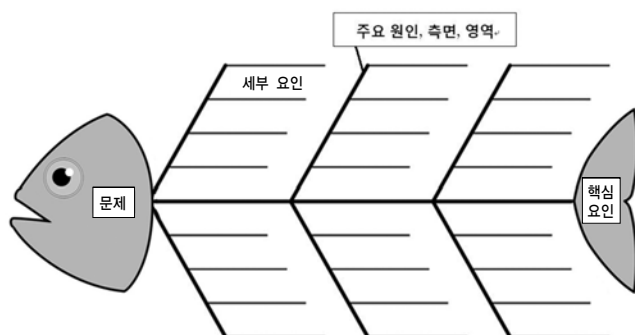 주요 원인, 측면, 영역
세부 요인
문제
핵심
요인